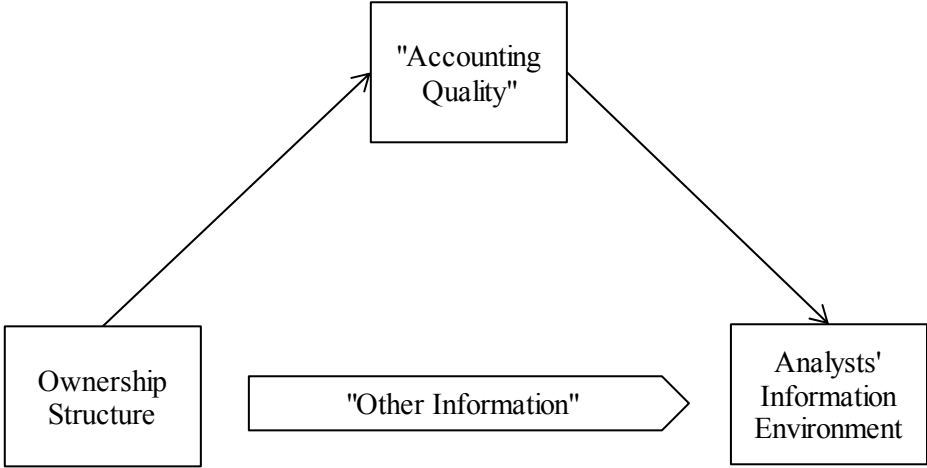 "Accounting
Quality"
Ownership
Structure
"Other Information"
Analysts'
Information
Environment